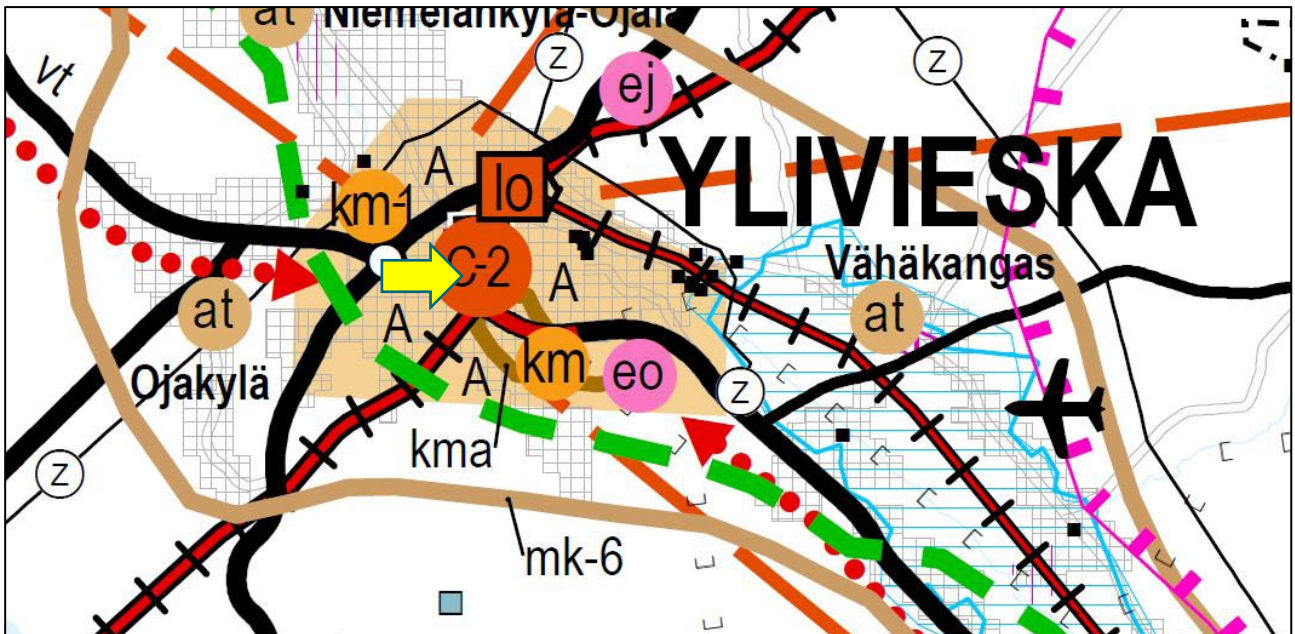 at
Niemelänkylä-Ojala
z
z
vt
ej
YLIVIESKA
A
lo
km-1
C-2
Vähäkangas
at
A
at
A
Ojakylä
km
eo
A
z
kma
z
mk-6